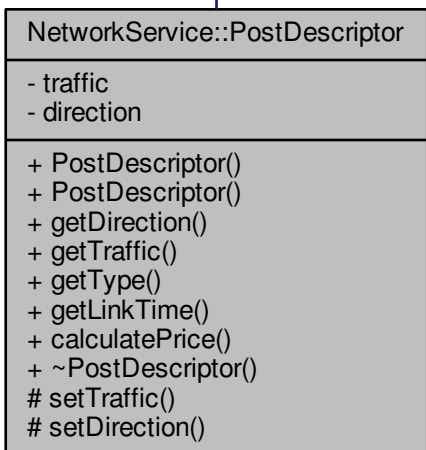 NetworkService::PostDescriptor
- traffic
- direction
+ PostDescriptor()
+ PostDescriptor()
+ getDirection()
+ getTraffic()
+ getType()
+ getLinkTime()
+ calculatePrice()
+ ~PostDescriptor()
# setTraffic()
# setDirection()